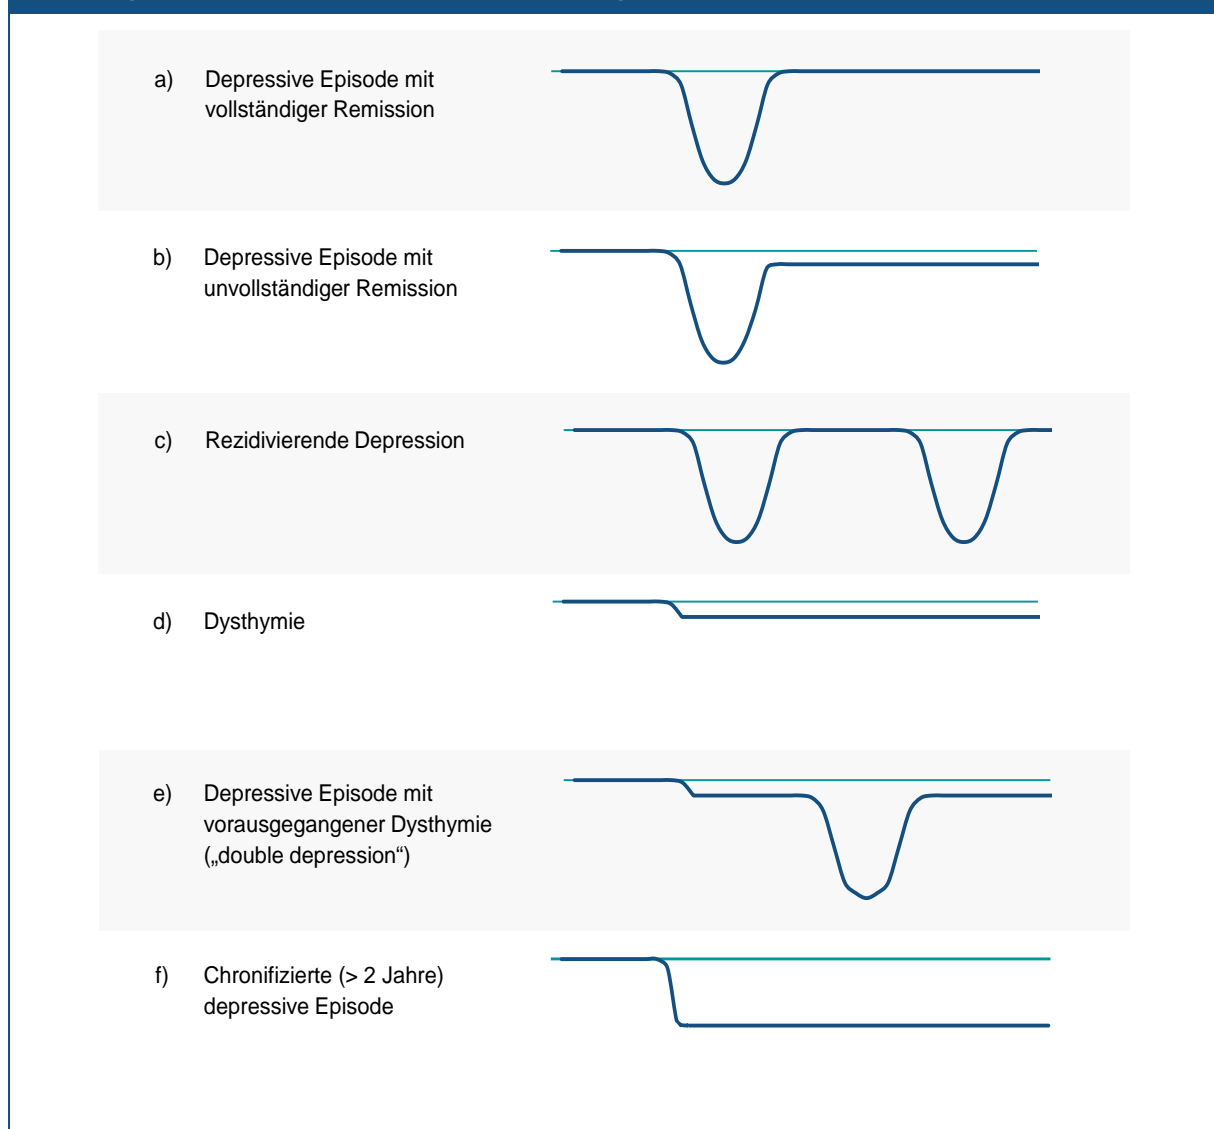 a) Depressive Episode mit
vollständiger Remission
b) Depressive Episode mit
unvollständiger Remission
c) Rezidivierende Depression
d) Dysthymie
e) Depressive Episode mit
vorausgegangener Dysthymie
(„double depression“)
f) Chronifizierte (> 2 Jahre)
depressive Episode